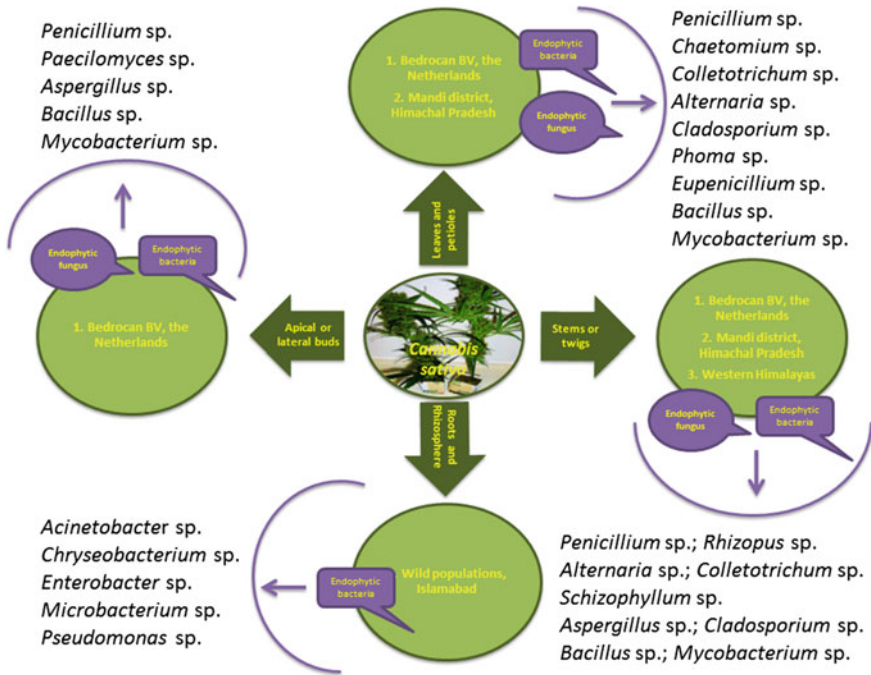 Penicillium sp.
Paecilomyces sp.
Aspergillus sp.
Bacillus sp.
Mycobacterium sp.
Endophytic
fungus
Endophytic
bacteria
1. Bedrocan BV, the
Netherlands
1. Bedrocan BV, the
Netherlands
2. Mandi district,
Himachal Pradesh
Endophytic
bacteria
Endophytic
fungus
Penicillium sp.
Chaetomium sp.
Colletotrichum sp.
Alternaria sp.
Cladosporium sp.
Phoma sp.
Eupenicillium sp.
Bacillus sp.
Mycobacterium sp.
Leaves and
petioles
Apical or
lateral buds
Cannabis
sativa
Stems or
twigs
Roots and
Rhizosphere
1. Bedrocan BV, the
Netherlands
2. Mandi district,
Himachal Pradesh
3. Western Himalayas
Endophytic
fungus
Endophytic
bacteria
Acinetobacter sp.
Chryseobacterium sp.
Enterobacter sp.
Microbacterium sp.
Pseudomonas sp.
Endophytic
bacteria
Wild populations,
Islamabad
Penicillium sp.; Rhizopus sp.
Alternaria sp.; Colletotrichum sp.
Schizophyllum sp.
Aspergillus sp.; Cladosporium sp.
Bacillus sp.; Mycobacterium sp.